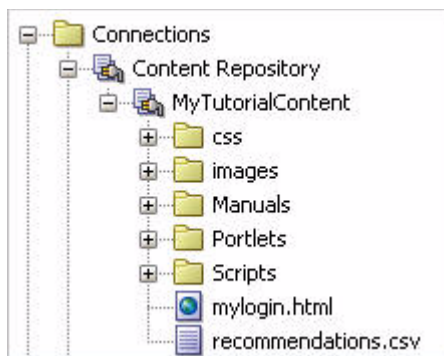 Connections
Content Repository
MyTutorialContent
css
images
Manuals
Portlets
Scripts
mylogin.html
recommendations.csv